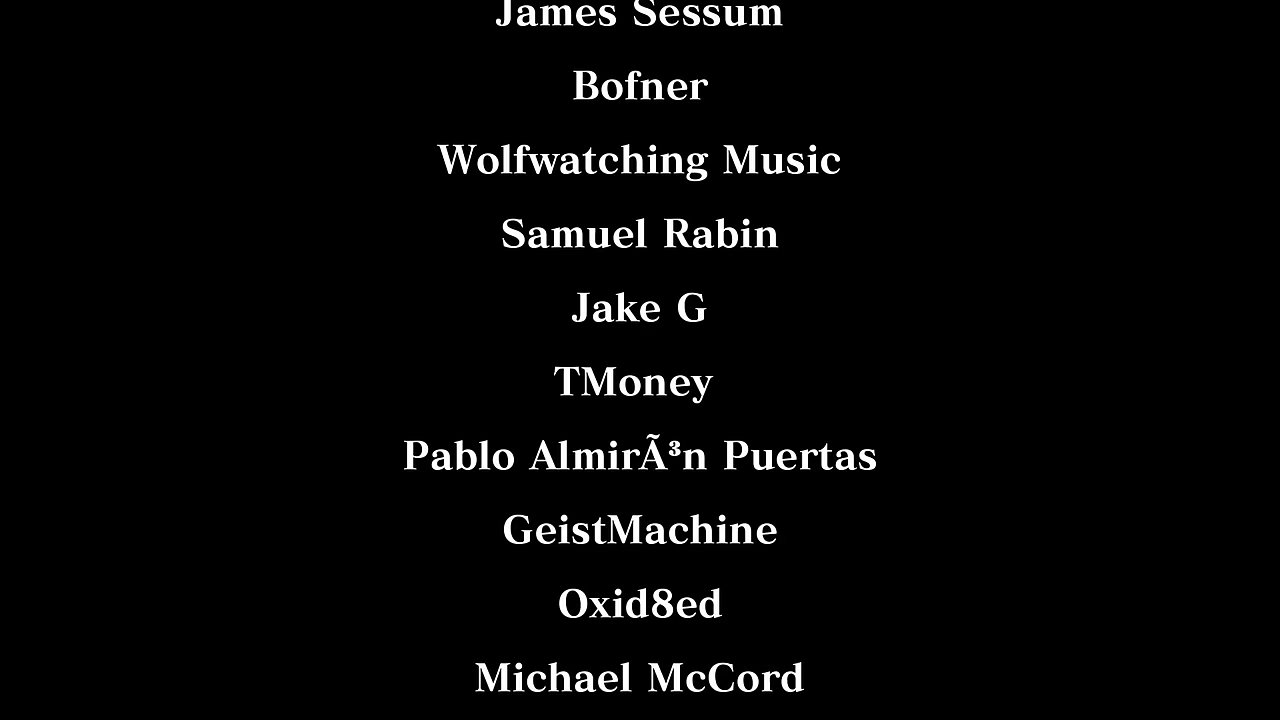 James Sessum
Bofner
Wolfwatching Music
Samuel Rabin
Jake G
TMoney
Pablo AlmirÃ³n Puertas
GeistMachine
Oxid8ed
Michael McCord